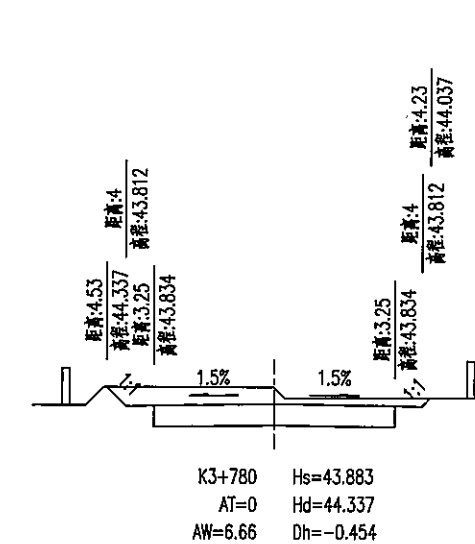 距离:4.23
高程:44.037
距离:4
高程:43.812
距离:4
高程:43.812
距离:4.53
高程:44.337
距离:3.25
高程:43.834
距离:3.25
高程:43.834
1.5%
1.5%
K3+780
Hs=43.883
AT=0
Hd=44.337
AW=6.66
Dh=-0.454